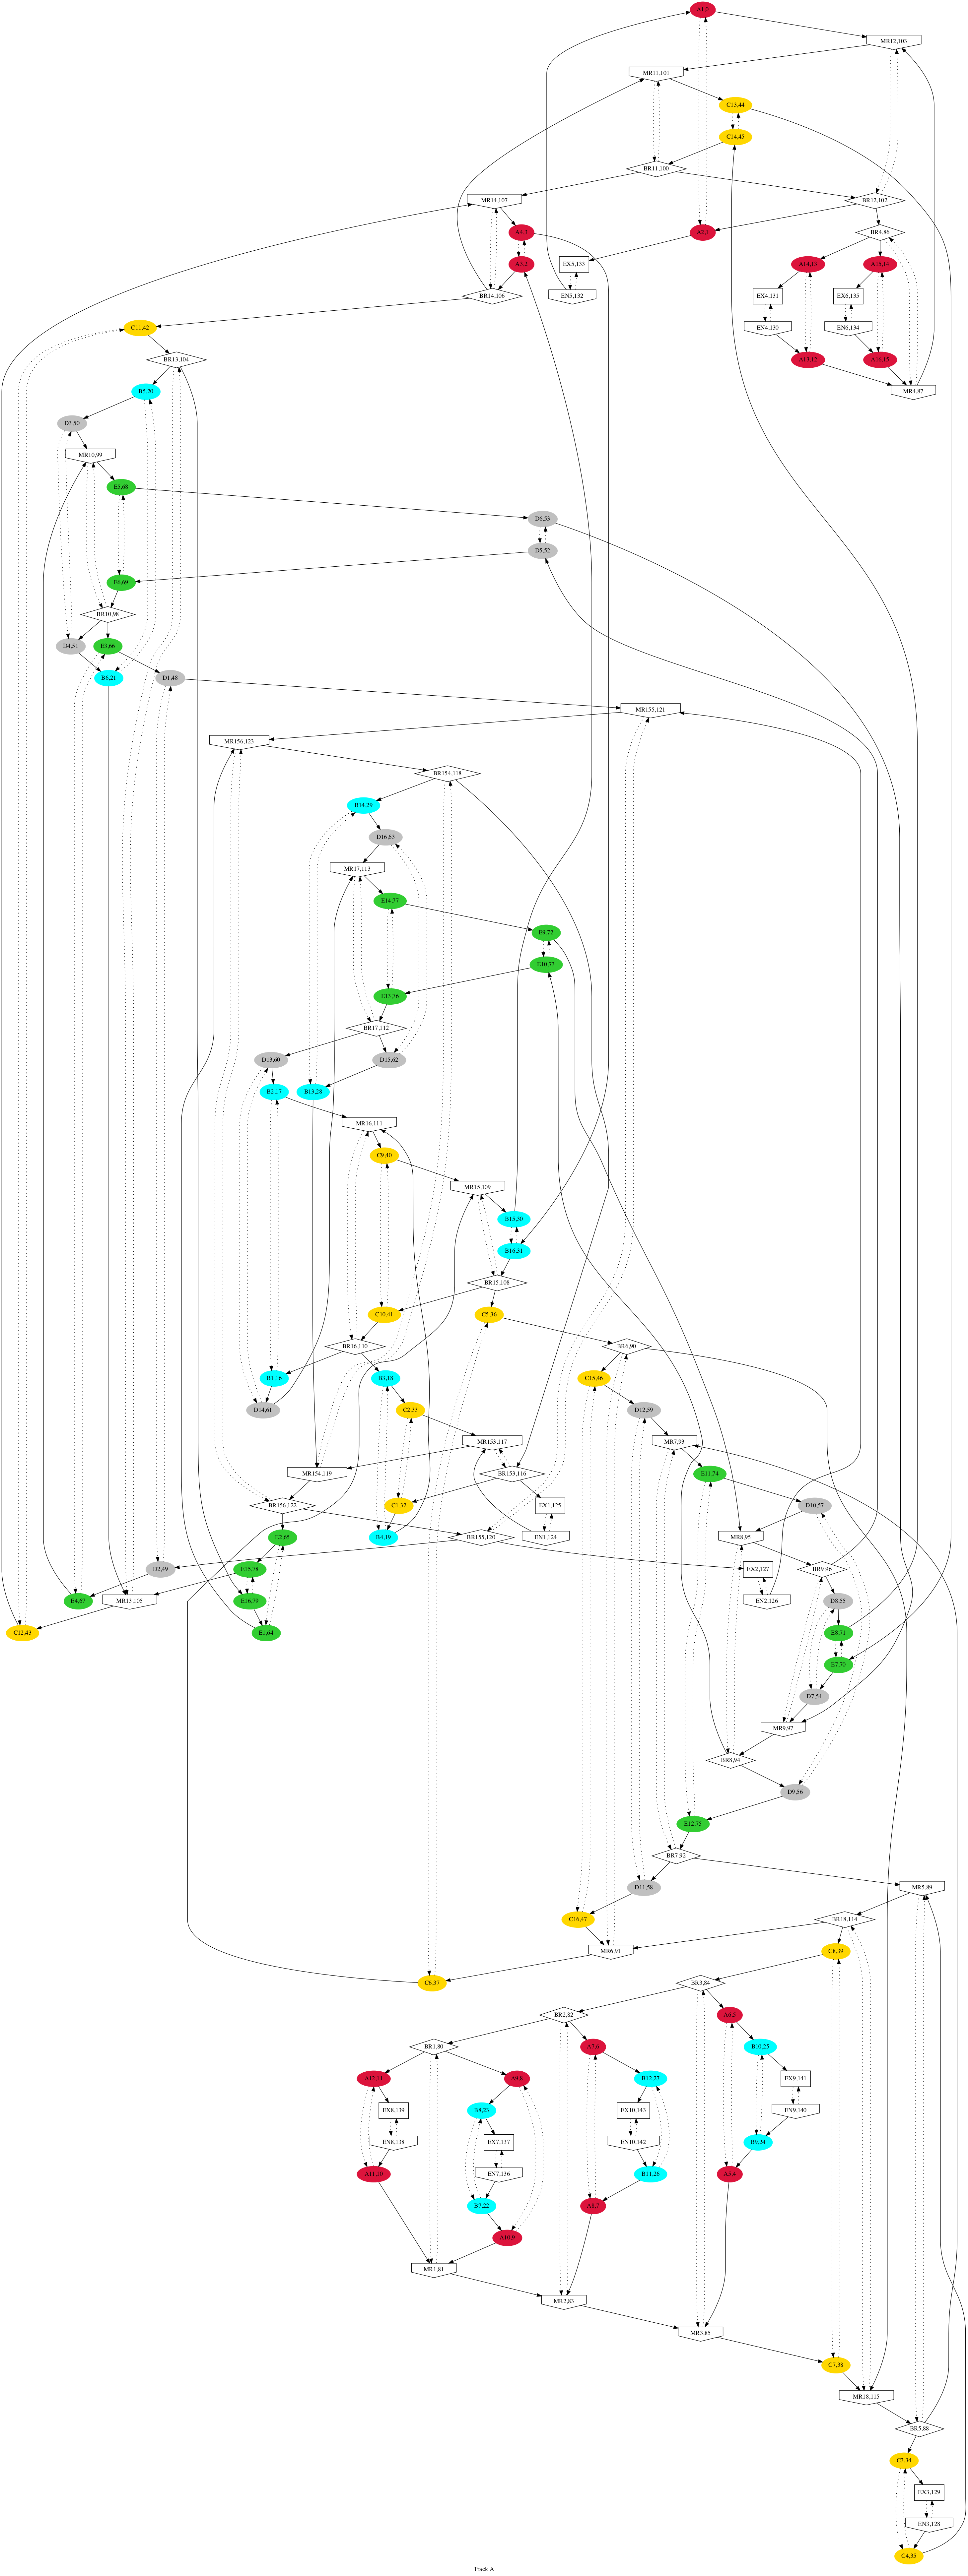 A1,0
MR12,103
MR11,101
C13,44
C14,45
BR11,100
MR14,107
BR12,102
A4,3
A2,1
BR4,86
EX5,133
A3,2
A14,13
A15,14
BR14,106
EN5,132
EX4,131
EX6,135
C11,42
EN4,130
EN6,134
BR13,104
A13,12
A16,15
B5,20
MR4,87
D3,50
MR10,99
E5,68
D6,53
D5,52
E6,69
BR10,98
D4,51
E3,66
B6,21
D1,48
MR155,121
MR156,123
BR154,118
B14,29
D16,63
MR17,113
E14,77
E9,72
E10,73
E13,76
BR17,112
D13,60
D15,62
B2,17
B13,28
MR16,111
C9,40
MR15,109
B15,30
B16,31
BR15,108
C10,41
C5,36
BR16,110
BR6,90
B1,16
B3,18
C15,46
D14,61
C2,33
D12,59
MR153,117
MR7,93
MR154,119
BR153,116
E11,74
BR156,122
C1,32
EX1,125
D10,57
E2,65
B4,19
EN1,124
BR155,120
MR8,95
D2,49
E15,78
EX2,127
BR9,96
E4,67
MR13,105
E16,79
EN2,126
D8,55
C12,43
E1,64
E8,71
E7,70
D7,54
MR9,97
BR8,94
D9,56
E12,75
BR7,92
D11,58
MR5,89
C16,47
BR18,114
MR6,91
C8,39
C6,37
BR3,84
BR2,82
A6,5
BR1,80
A7,6
B10,25
A12,11
A9,8
B12,27
EX9,141
EX8,139
B8,23
EX10,143
EN9,140
EN8,138
EX7,137
EN10,142
B9,24
A11,10
EN7,136
B11,26
A5,4
B7,22
A8,7
A10,9
MR1,81
MR2,83
MR3,85
C7,38
MR18,115
BR5,88
C3,34
EX3,129
EN3,128
C4,35
Track A